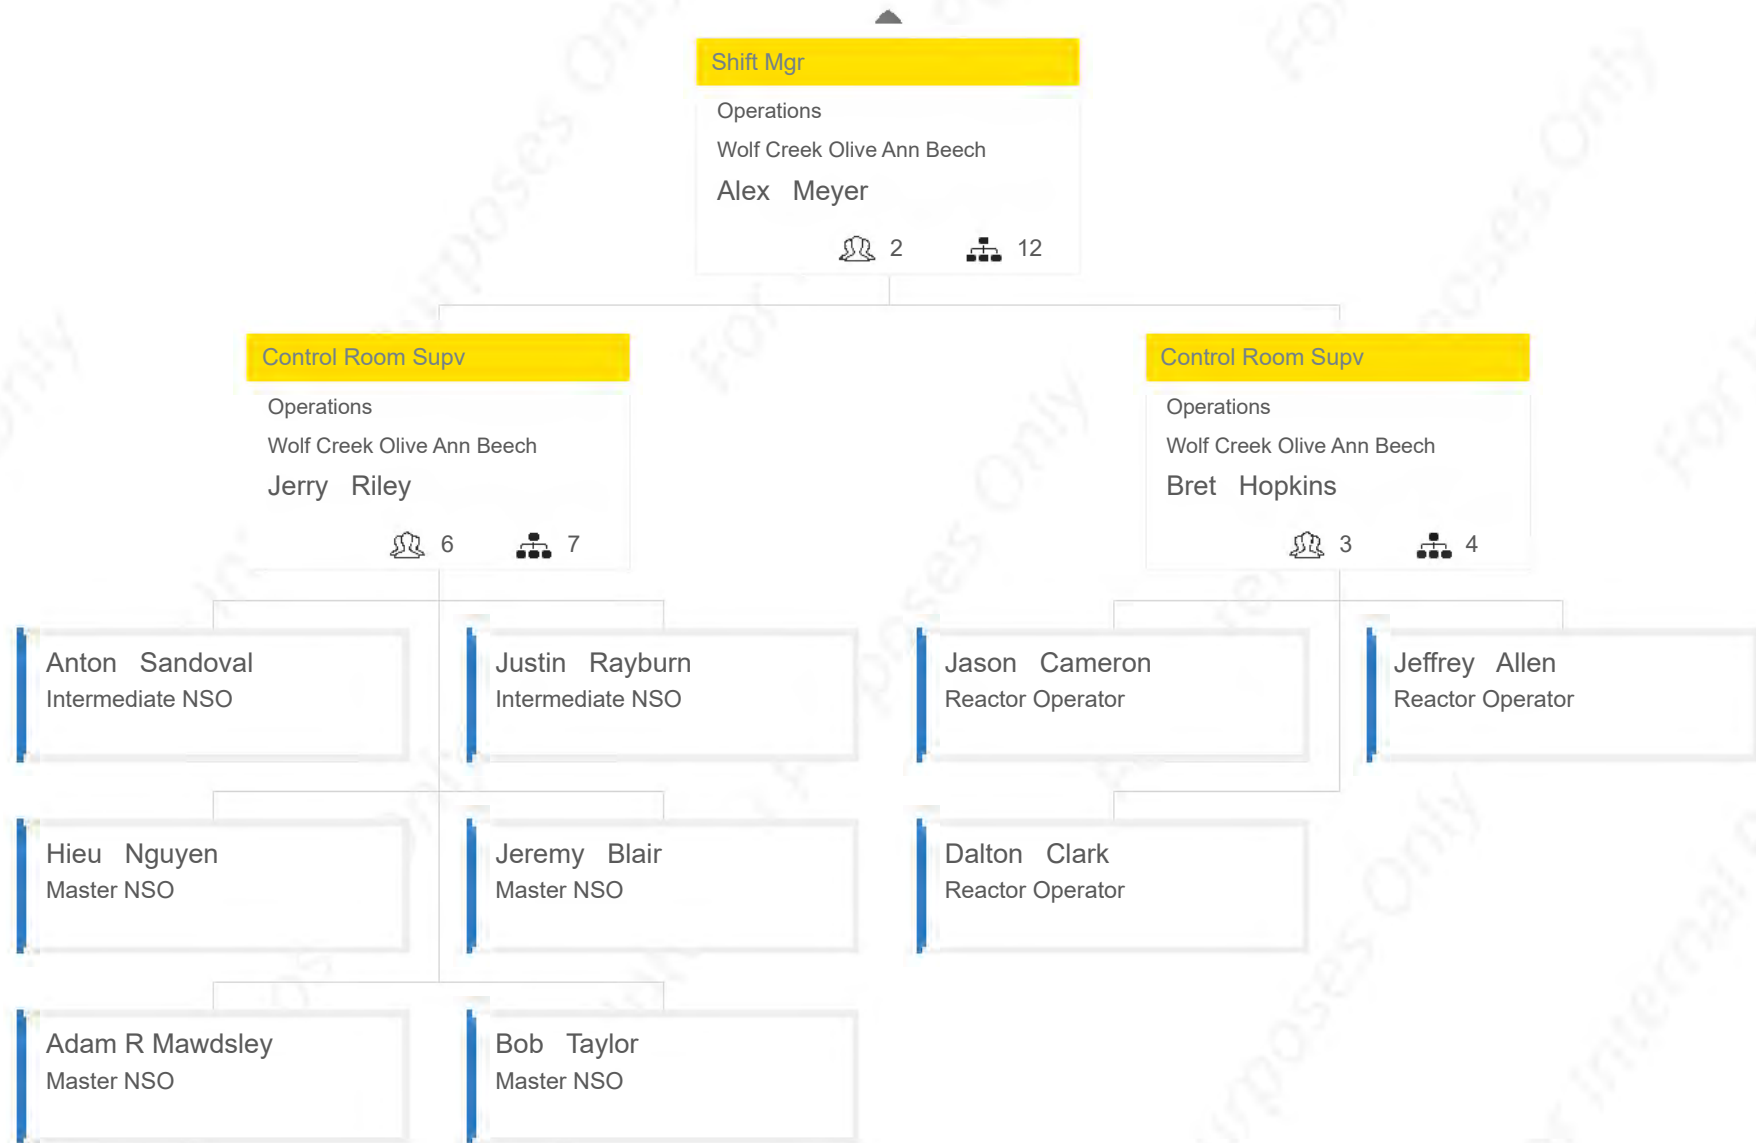 Shift Mgr
Operations
Wolf Creek Olive Ann Beech
Alex Meyer
2 12
Control Room Supv
Operations
Wolf Creek Olive Ann Beech
Jerry Riley
6 7
Control Room Supv
Operations
Wolf Creek Olive Ann Beech
Bret Hopkins
3 4
Anton Sandoval
Intermediate NSO
Justin Rayburn
Intermediate NSO
Jason Cameron
Reactor Operator
Jeffrey Allen
Reactor Operator
Hieu Nguyen
Master NSO
Jeremy Blair
Master NSO
Dalton Clark
Reactor Operator
Adam R Mawdsley
Master NSO
Bob Taylor
Master NSO